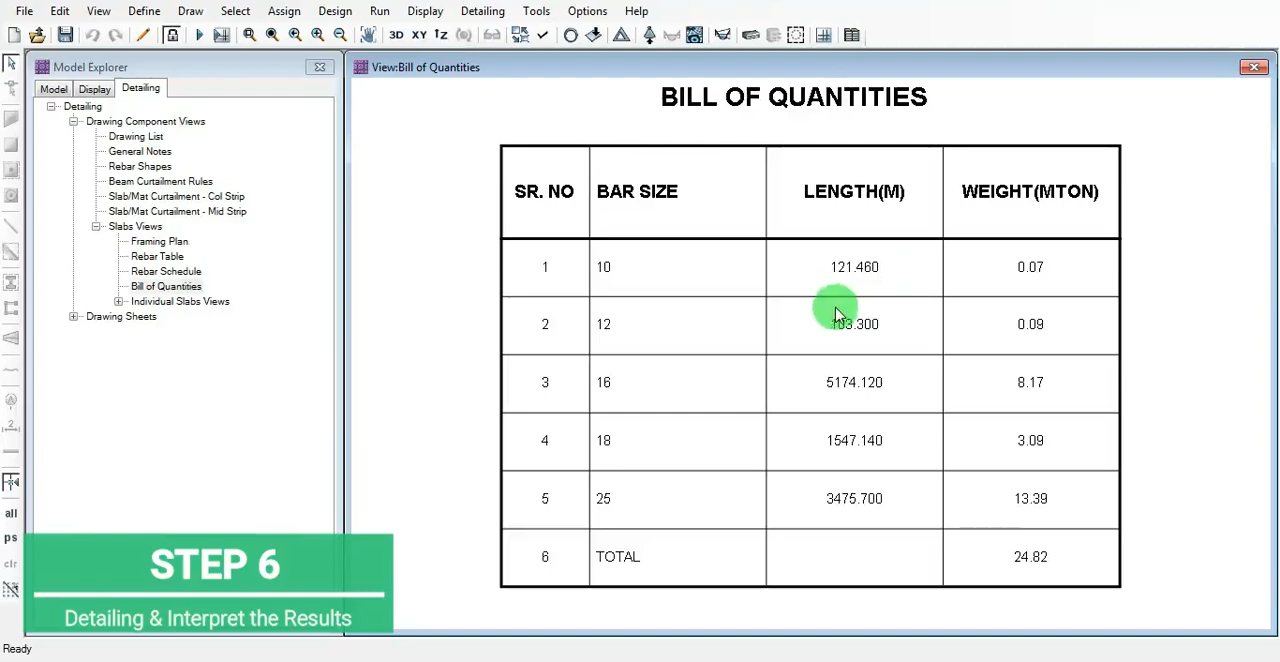 File Edit View Define Draw Select Assign Design Run Display Detailing Tools Options Help
3D XY
Model Explorer
View:Bill of Quantities
Model Display Detailing
Detailing
Drawing Component Views
Drawing List
General Notes
Rebar Shapes
Beam Curtailment Rules
Slab/Mat Curtailment - Col Strip
Slab/Mat Curtailment - Mid Strip
Slabs Views
Framing Plan
Rebar Table
Rebar Schedule
Bill of Quantities
Individual Slabs Views
Drawing Sheets
BILL OF QUANTITIES
SR. NO BAR SIZE LENGTH(M) WEIGHT(MTON)
1 10 121.460 0.07
2 12 0.09
3 16 5174.120 8.17
4 18 1547.140 3.09
5 25 3475.700 13.39
6 TOTAL 24.82
all
ps
clr
STEP 6
Detailing & Interpret the Results
Ready